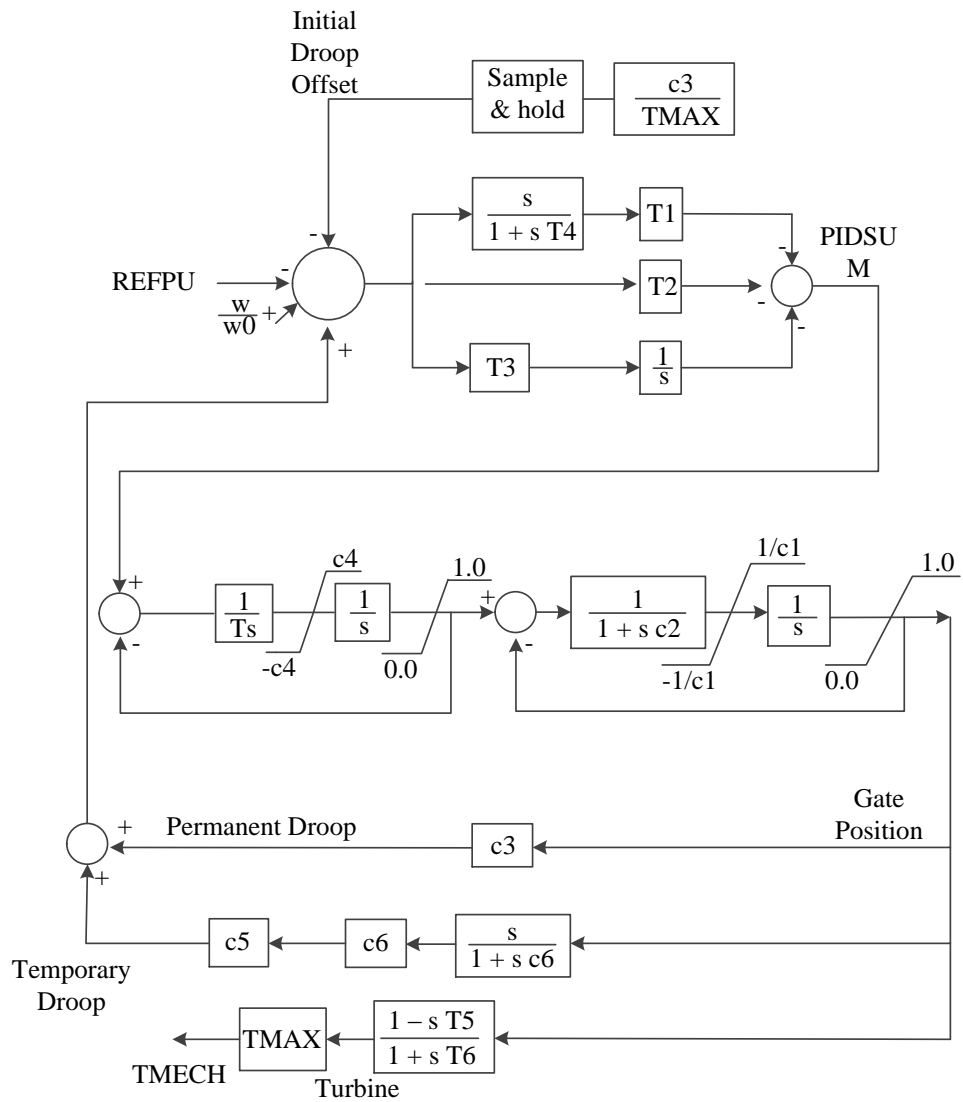 Initial
Droop
Offset
Sample
& hold
c3
TMAX
-
s
1 + s T4
T1
-
PIDSU
M
REFPU
-
w
w0
+
T2
-
+
T3
1
s
-
+
-
1
Ts
c4
-c4
1
s
1.0
0.0
+
-
1
1 + s c2
1/c1
-1/c1
1
s
1.0
0.0
+
Permanent Droop
c3
Gate
Position
+
c5
c6
s
1 + s c6
Temporary
Droop
TMECH
TMAX
Turbine
1 – s T5
1 + s T6